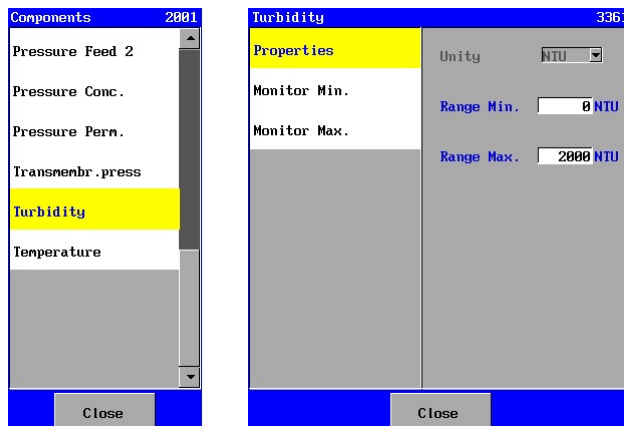 Components 2001
Pressure Feed 2
Pressure Conc.
Pressure Perm.
Transmembr.press
Turbidity
Temperature
Close
Turbidity 3361
Properties
Monitor Min.
Monitor Max.
Unity NTU
Range Min. 0 NTU
Range Max. 2000 NTU
Close